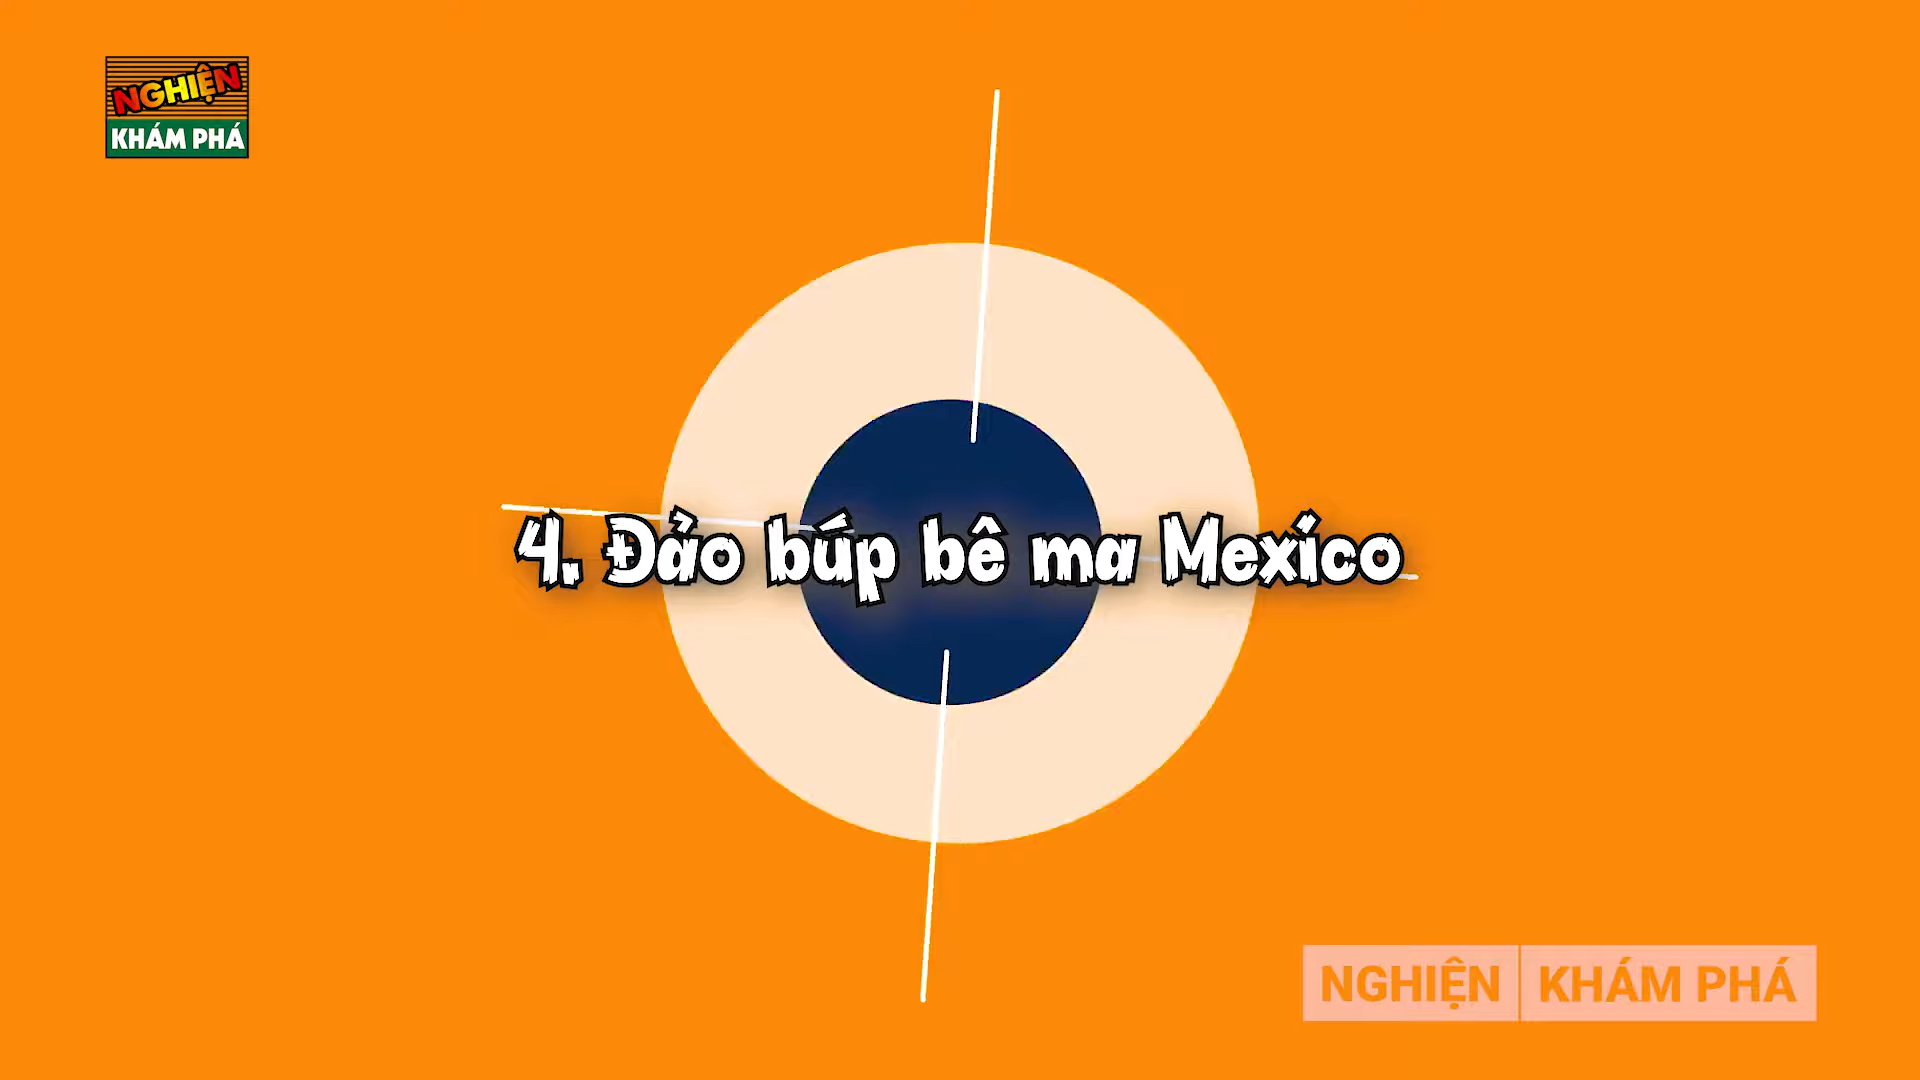 NGHIỆN
KHÁM PHÁ
4. Đảo búp bê ma Mexico
NGHIỆN KHÁM PHÁ